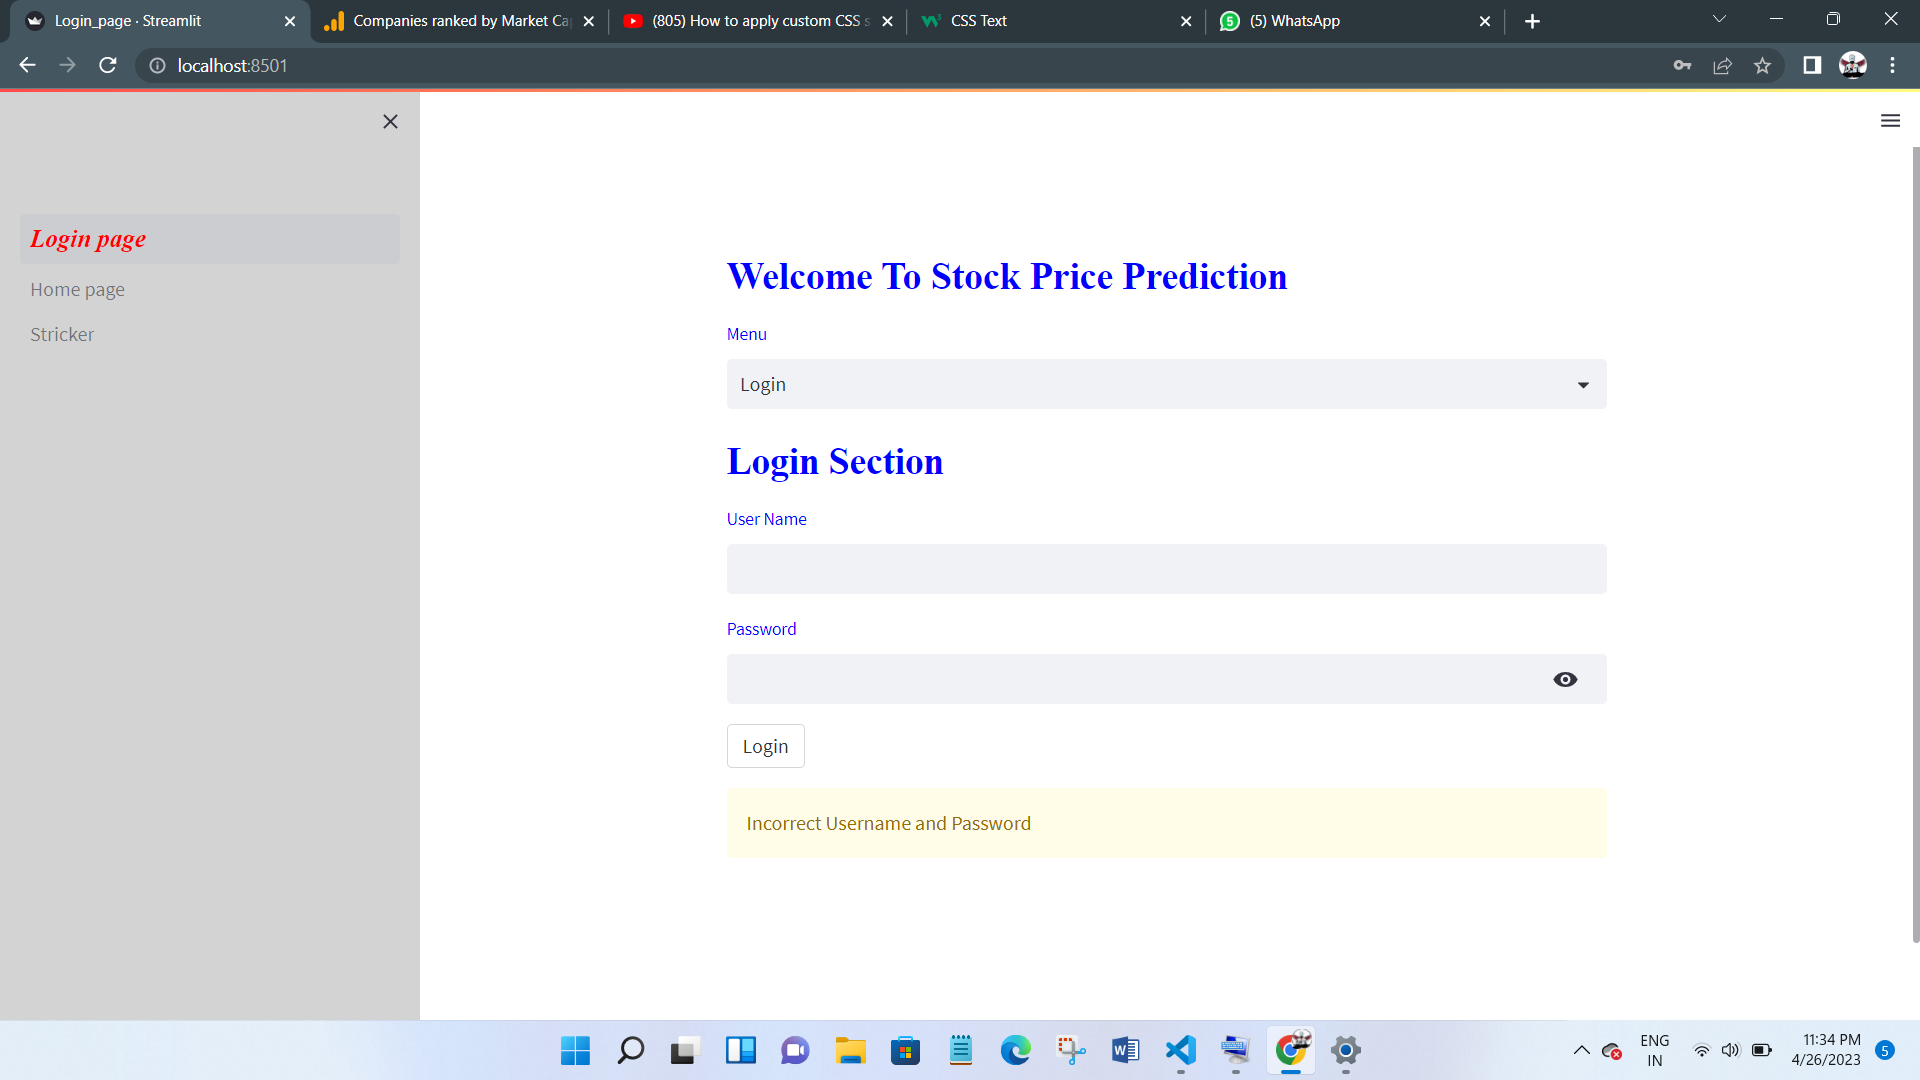 Login_page · Streamlit
Companies ranked by Market Ca
(805) How to apply custom CSS s
CSS Text
5
(5) WhatsApp
localhost:8501
Login page
Home page
Stricker
Welcome To Stock Price Prediction
Menu
Login
Login Section
User Name
Password
Login
Incorrect Username and Password
ENG
IN
11:34 PM
4/26/2023
5